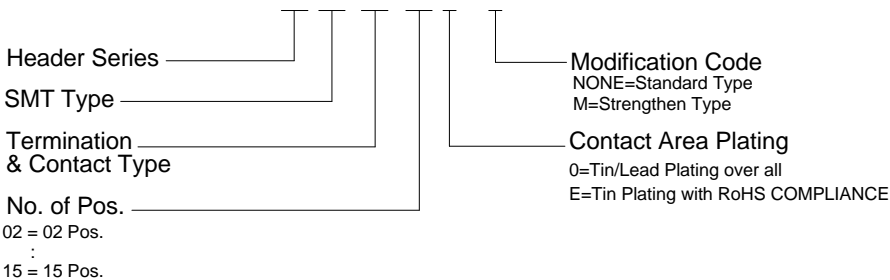 Header Series
SMT Type
Termination
& Contact Type
No. of Pos.
02 = 02 Pos.
:
15 = 15 Pos.
Modification Code
NONE=Standard Type
M=Strengthen Type
Contact Area Plating
0=Tin/Lead Plating over all
E=Tin Plating with RoHS COMPLIANCE